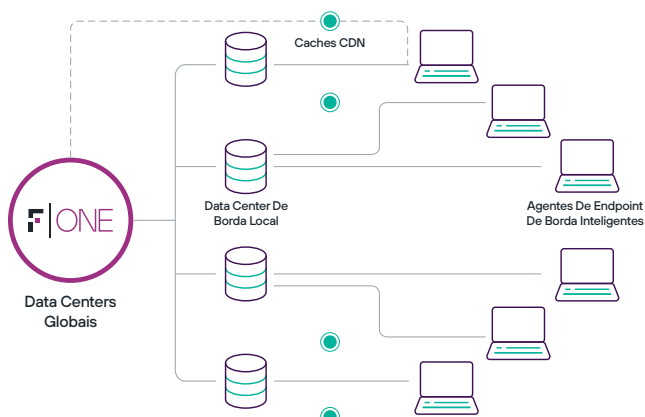 Caches CDN
Data Center De
Borda Local
Agentes De Endpoint
De Borda Inteligentes
F|ONE
Data Centers
Globais